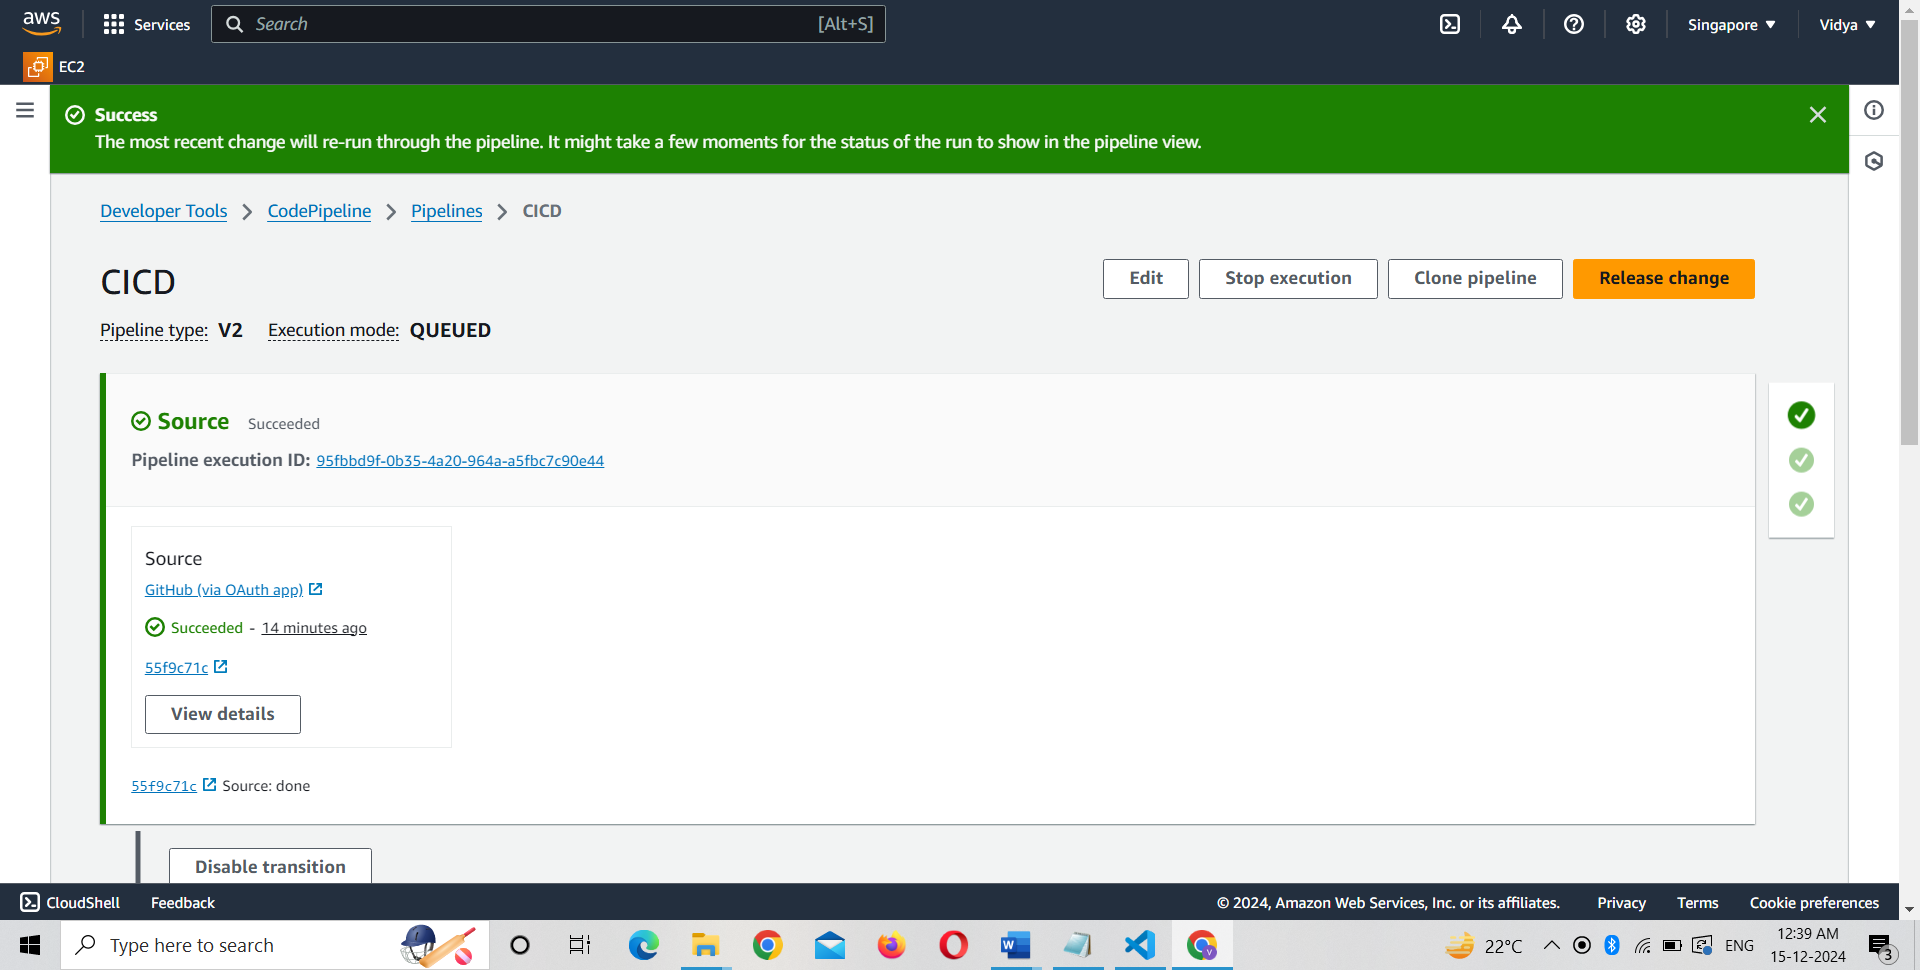 aws
Services
Search
[Alt+S]
Singapore
Vidya
EC2
Success
The most recent change will re-run through the pipeline. It might take a few moments for the status of the run to show in the pipeline view.
Developer Tools
CodePipeline
Pipelines
CICD
CICD
Edit
Stop execution
Clone pipeline
Release change
Pipeline type: V2
Execution mode: QUEUED
Source Succeeded
Pipeline execution ID: 95fbbd9f-0b35-4a20-964a-a5fbc7c90e44
Source
GitHub (via OAuth app)
Succeeded - 14 minutes ago
55f9c71c
View details
55f9c71c Source: done
Disable transition
CloudShell
Feedback
© 2024, Amazon Web Services, Inc. or its affiliates.
Privacy
Terms
Cookie preferences
Type here to search
22°C
ENG
12:39 AM
15-12-2024
3